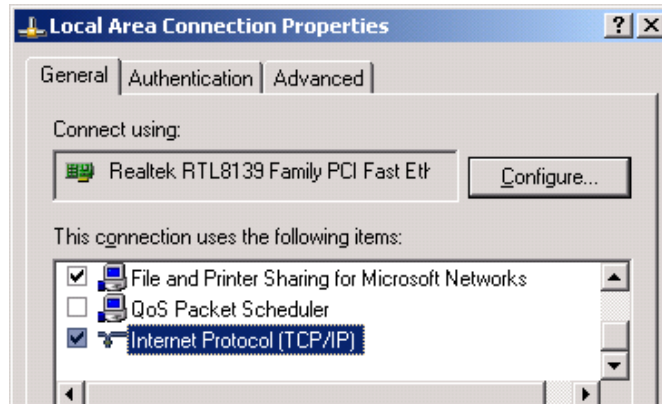 Local Area Connection Properties
General Authentication Advanced
Connect using:
Realtek RTL8139 Family PCI Fast Eth
Configure...
This connection uses the following items:
File and Printer Sharing for Microsoft Networks
QoS Packet Scheduler
Internet Protocol (TCP/IP)